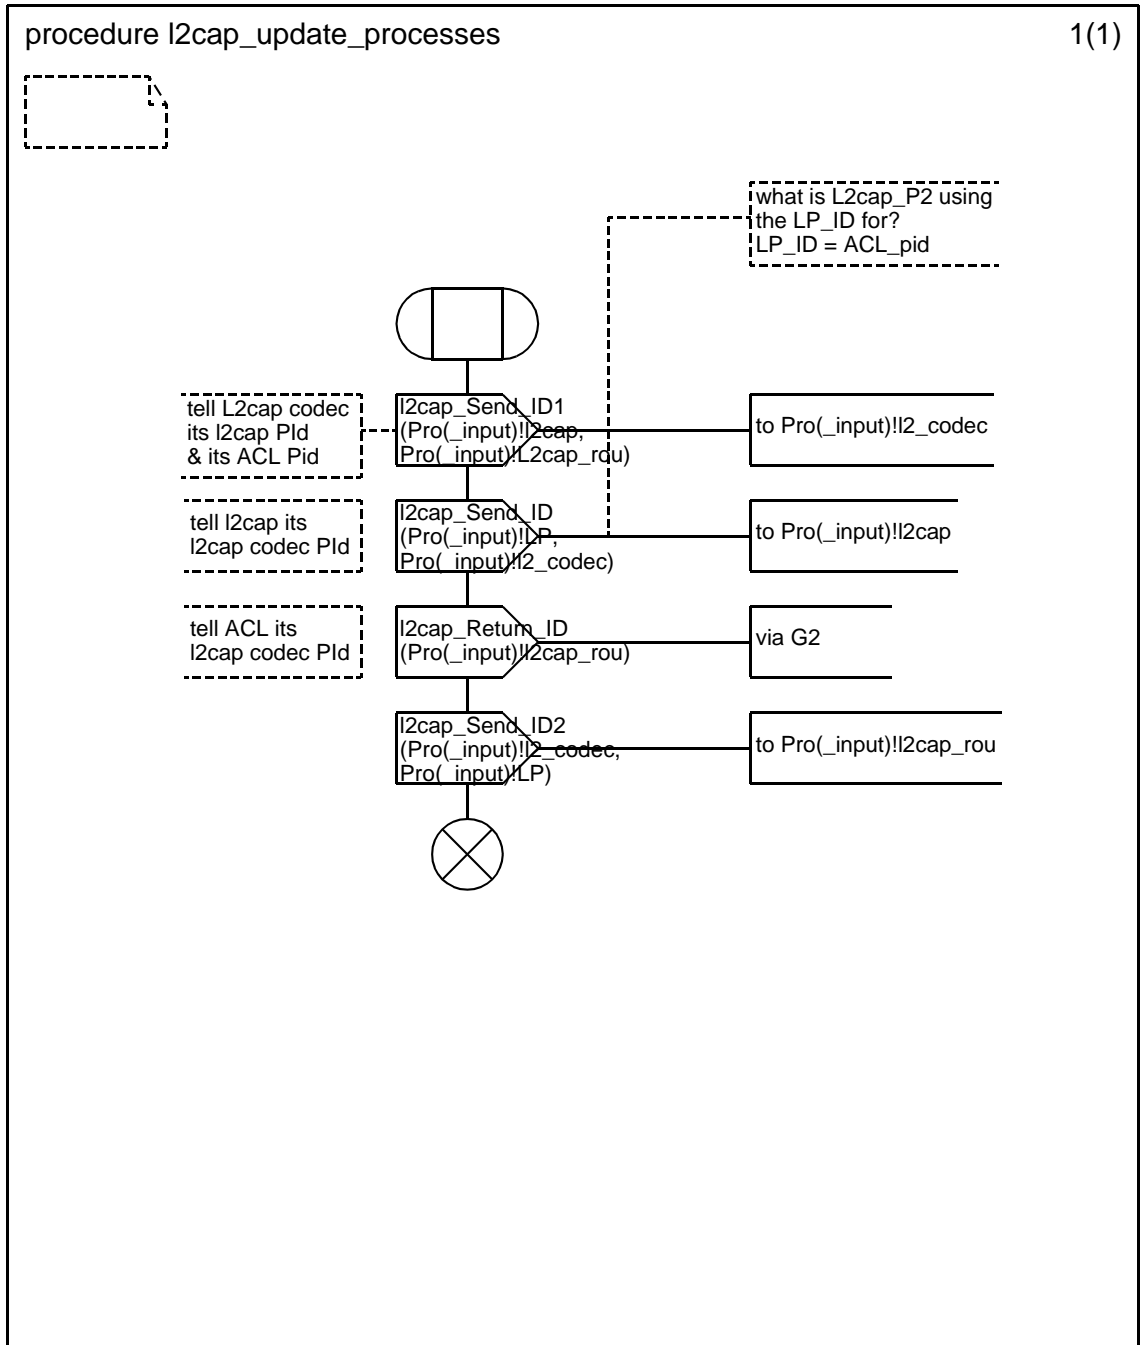 procedure l2cap_update_processes
1(1)
what is L2cap_P2 using
the LP_ID for?
LP_ID = ACL_pid
tell L2cap codec
its l2cap PId
& its ACL Pid
l2cap_Send_ID1
(Pro(_input)!l2cap,
Pro(_input)!L2cap_rou)
to Pro(_input)!l2_codec
tell l2cap its
l2cap codec PId
l2cap_Send_ID
(Pro(_input)!LP,
Pro(_input)!l2_codec)
to Pro(_input)!l2cap
tell ACL its
l2cap codec PId
l2cap_Return_ID
(Pro(_input)!l2cap_rou)
via G2
l2cap_Send_ID2
(Pro(_input)!l2_codec,
Pro(_input)!LP)
to Pro(_input)!l2cap_rou